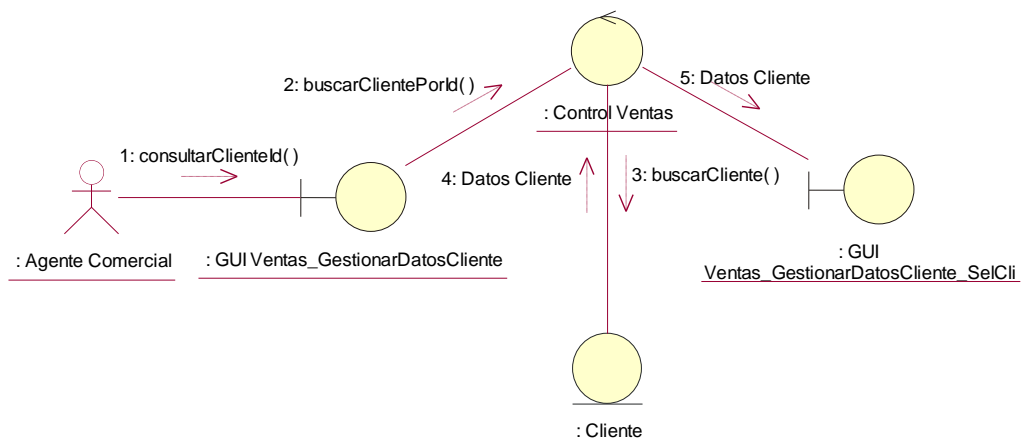 2: buscarClientePorId( )
5: Datos Cliente
: Control Ventas
1: consultarClienteId( )
4: Datos Cliente
3: buscarCliente( )
: Agente Comercial
: GUI Ventas_GestionarDatosCliente
: GUI
Ventas_GestionarDatosCliente_SelCli
: Cliente